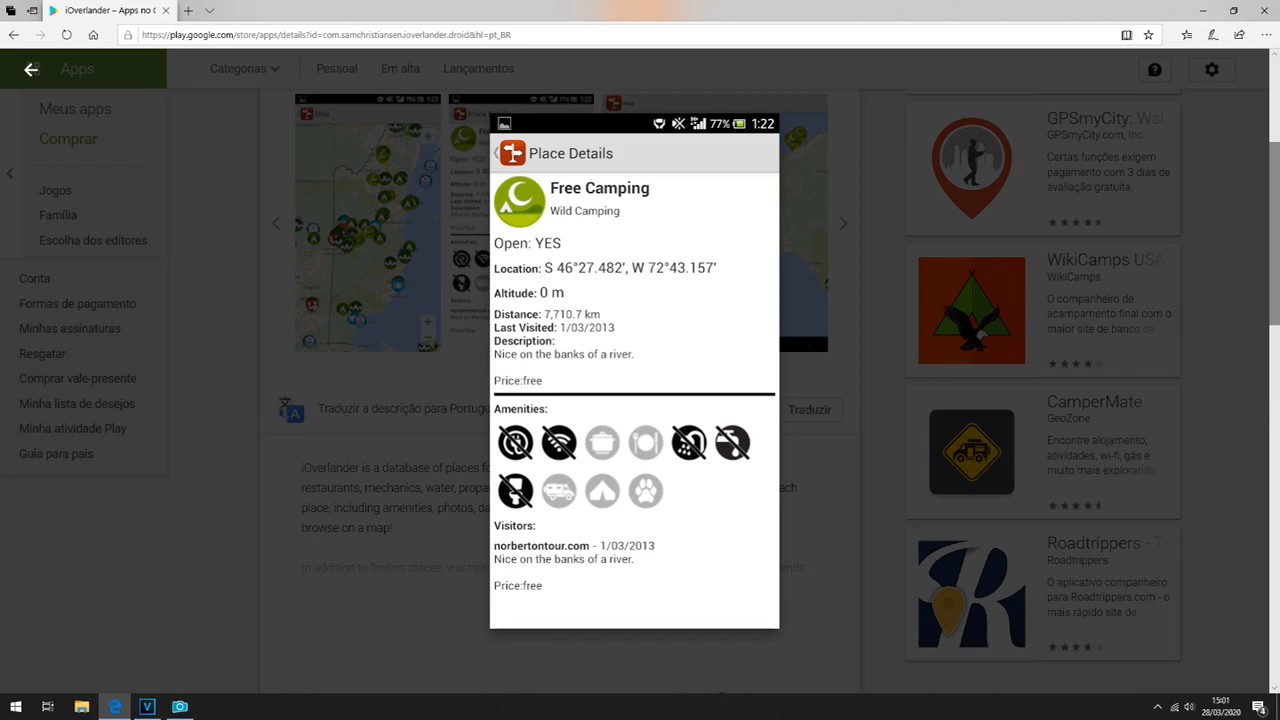 iOverlander – Apps no G
https://play.google.com/store/apps/details?id=com.samchristiansen.ioverlander.droid&hl=pt_BR
Apps
Categorias
Pessoal
Em alta
Lançamentos
Meus apps
Comprar
Jogos
Família
Escolha dos editores
Conta
Formas de pagamento
Minhas assinaturas
Resgatar
Comprar vale-presente
Minha lista de desejos
Minha atividade Play
Guia para pais
Map
Traduzir a descrição para Portugu
Traduzir
iOverlander is a database of places fo
restaurants, mechanics, water, propa
place, including amenities, photos, da
browse on a map!
In addition to finding places, you can
77% 1:22
Place Details
Free Camping
Wild Camping
Open: YES
Location: S 46°27.482', W 72°43.157'
Altitude: 0 m
Distance: 7,710.7 km
Last Visited: 1/03/2013
Description:
Nice on the banks of a river.
Price:free
Amenities:
Visitors:
norbertontour.com - 1/03/2013
Nice on the banks of a river.
Price:free
GPSmyCity: Wal
GPSmyCity.com, Inc.
Certas funções exigem
pagamento com 3 dias de
avaliação gratuita.
WikiCamps USA
WikiCamps
O companheiro de
acampamento final com o
maior site de banco de
CamperMate
GeoZone
Encontre alojamento,
atividades, wi-fi, gás e
muito mais explorando
Roadtrippers - T
Roadtrippers
O aplicativo companheiro
para Roadtrippers.com - o
mais rápido site de
15:01
28/03/2020